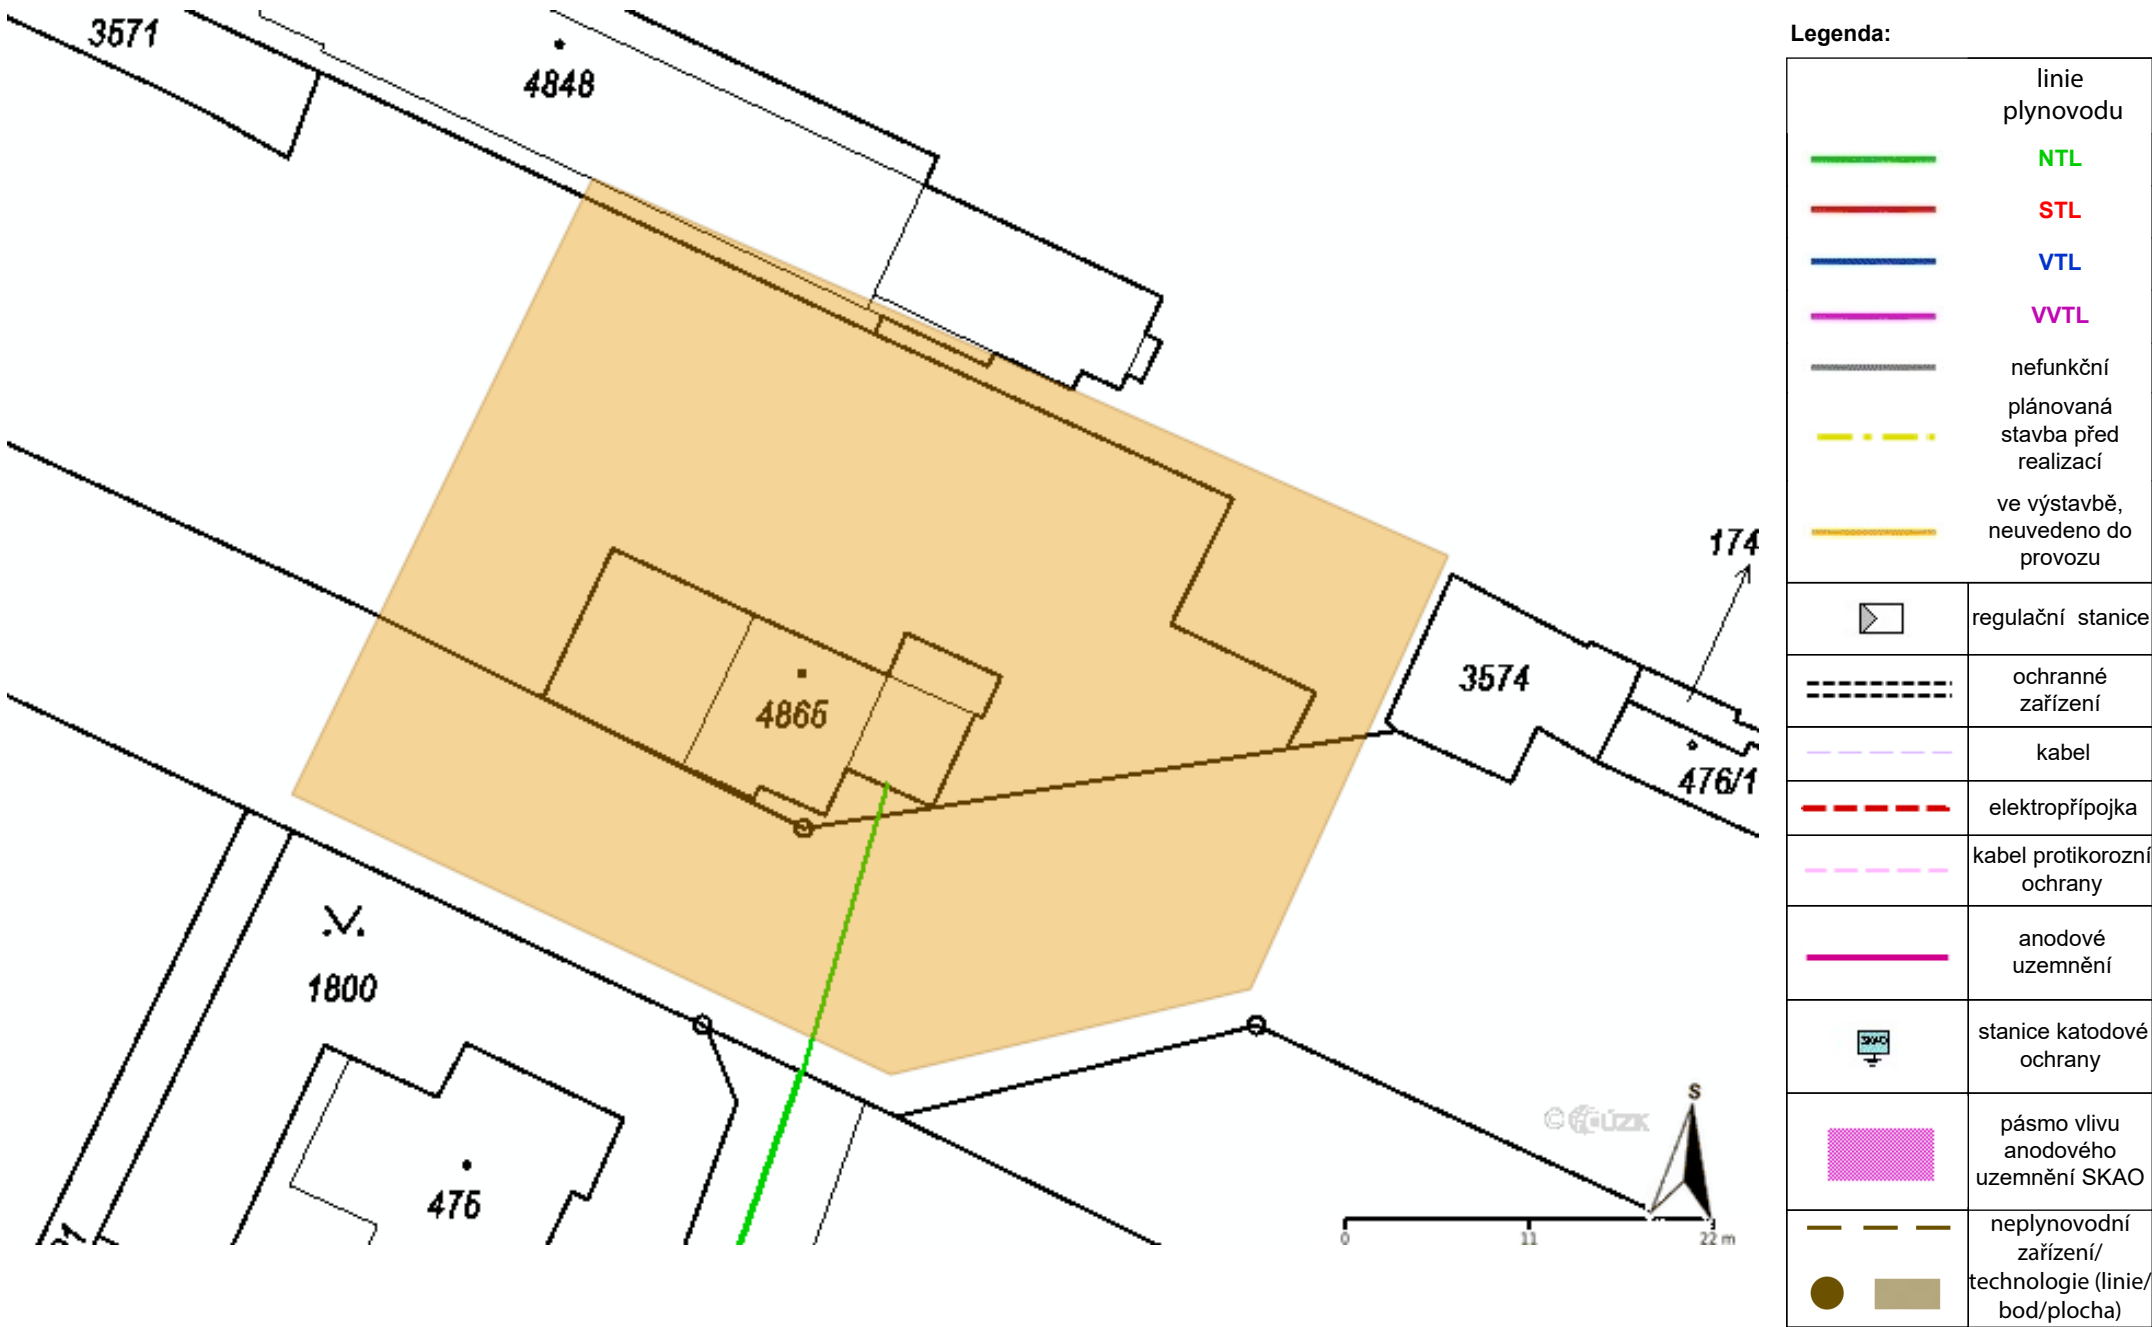 3571
4848
174
3574
4865
476/1
1800
475
S
0
11
22 m
Legenda:
linie
plynovodu
NTL
STL
VTL
VVTL
nefunkční
plánovaná
stavba před
realizací
ve výstavbě,
neuvedeno do
provozu
regulační stanice
ochranné
zařízení
kabel
elektropřípojka
kabel protikorozní
ochrany
anodové
uzemnění
SKAO
stanice katodové
ochrany
pásmo vlivu
anodového
uzemnění SKAO
neplynovodní
zařízení/
technologie (linie/
bod/plocha)